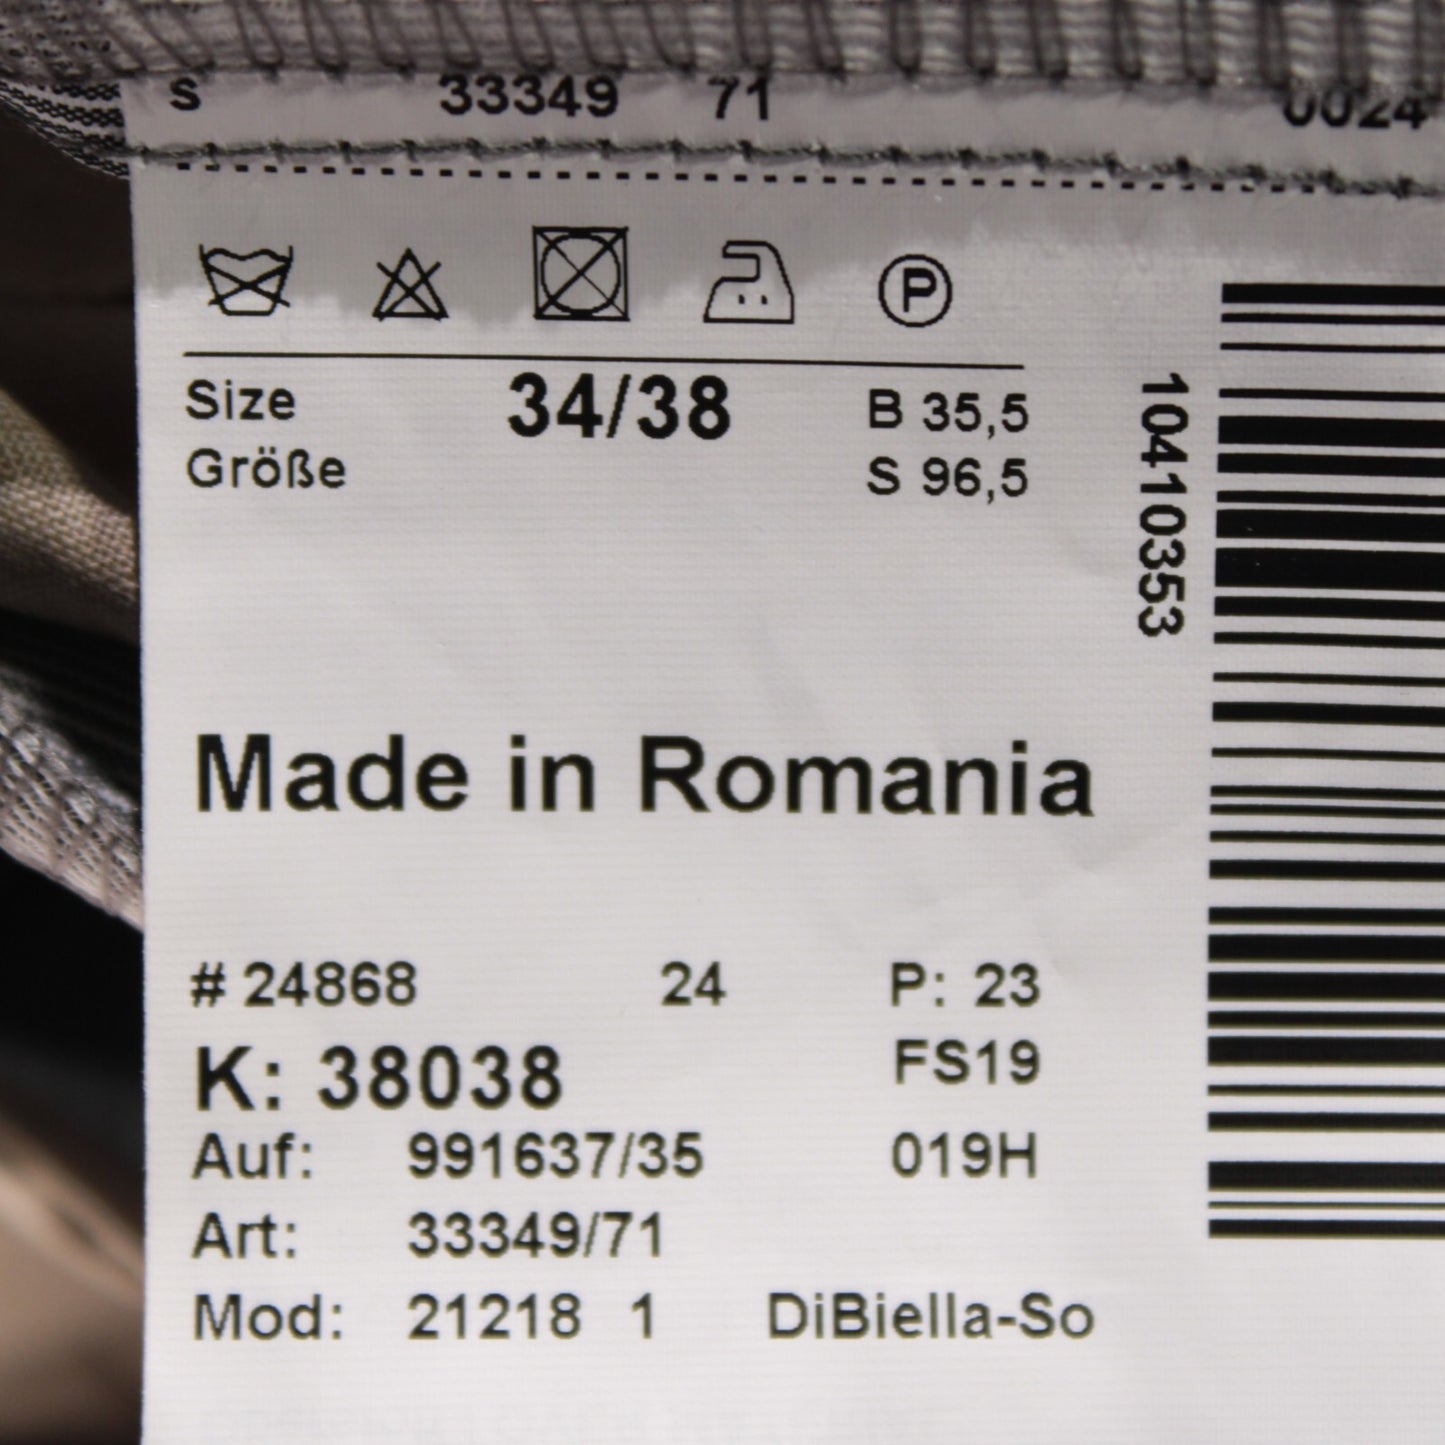 S 33349 71 0024
P
Size 34/38 B 35,5
Größe S 96,5
10410353
Made in Romania
# 24868 24 P: 23
K: 38038 FS19
Auf: 991637/35 019H
Art: 33349/71
Mod: 21218 1 DiBiella-So